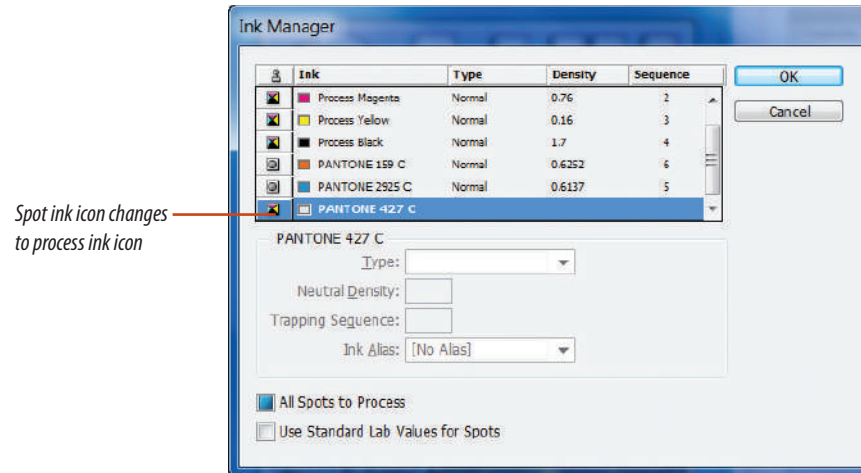 Ink Manager
Ink Type Density Sequence
OK
Process Magenta Normal 0.76 2
Process Yellow Normal 0.16 3
Cancel
Process Black Normal 1.7 4
PANTONE 159 C Normal 0.6252 6
PANTONE 2925 C Normal 0.6137 5
PANTONE 427 C
Spot ink icon changes
to process ink icon
PANTONE 427 C
Type:
Neutral Density:
Trapping Sequence:
Ink Alias: [No Alias]
All Spots to Process
Use Standard Lab Values for Spots